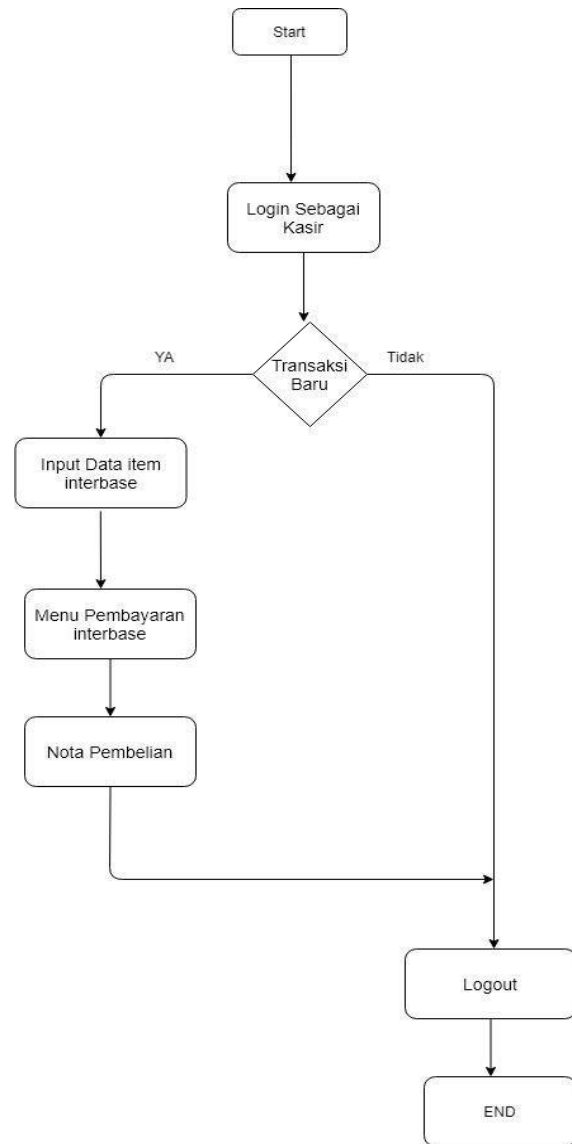 Start
Login Sebagai
Kasir
YA
Transaksi
Baru
Tidak
Input Data item
interbase
Menu Pembayaran
interbase
Nota Pembelian
Logout
END